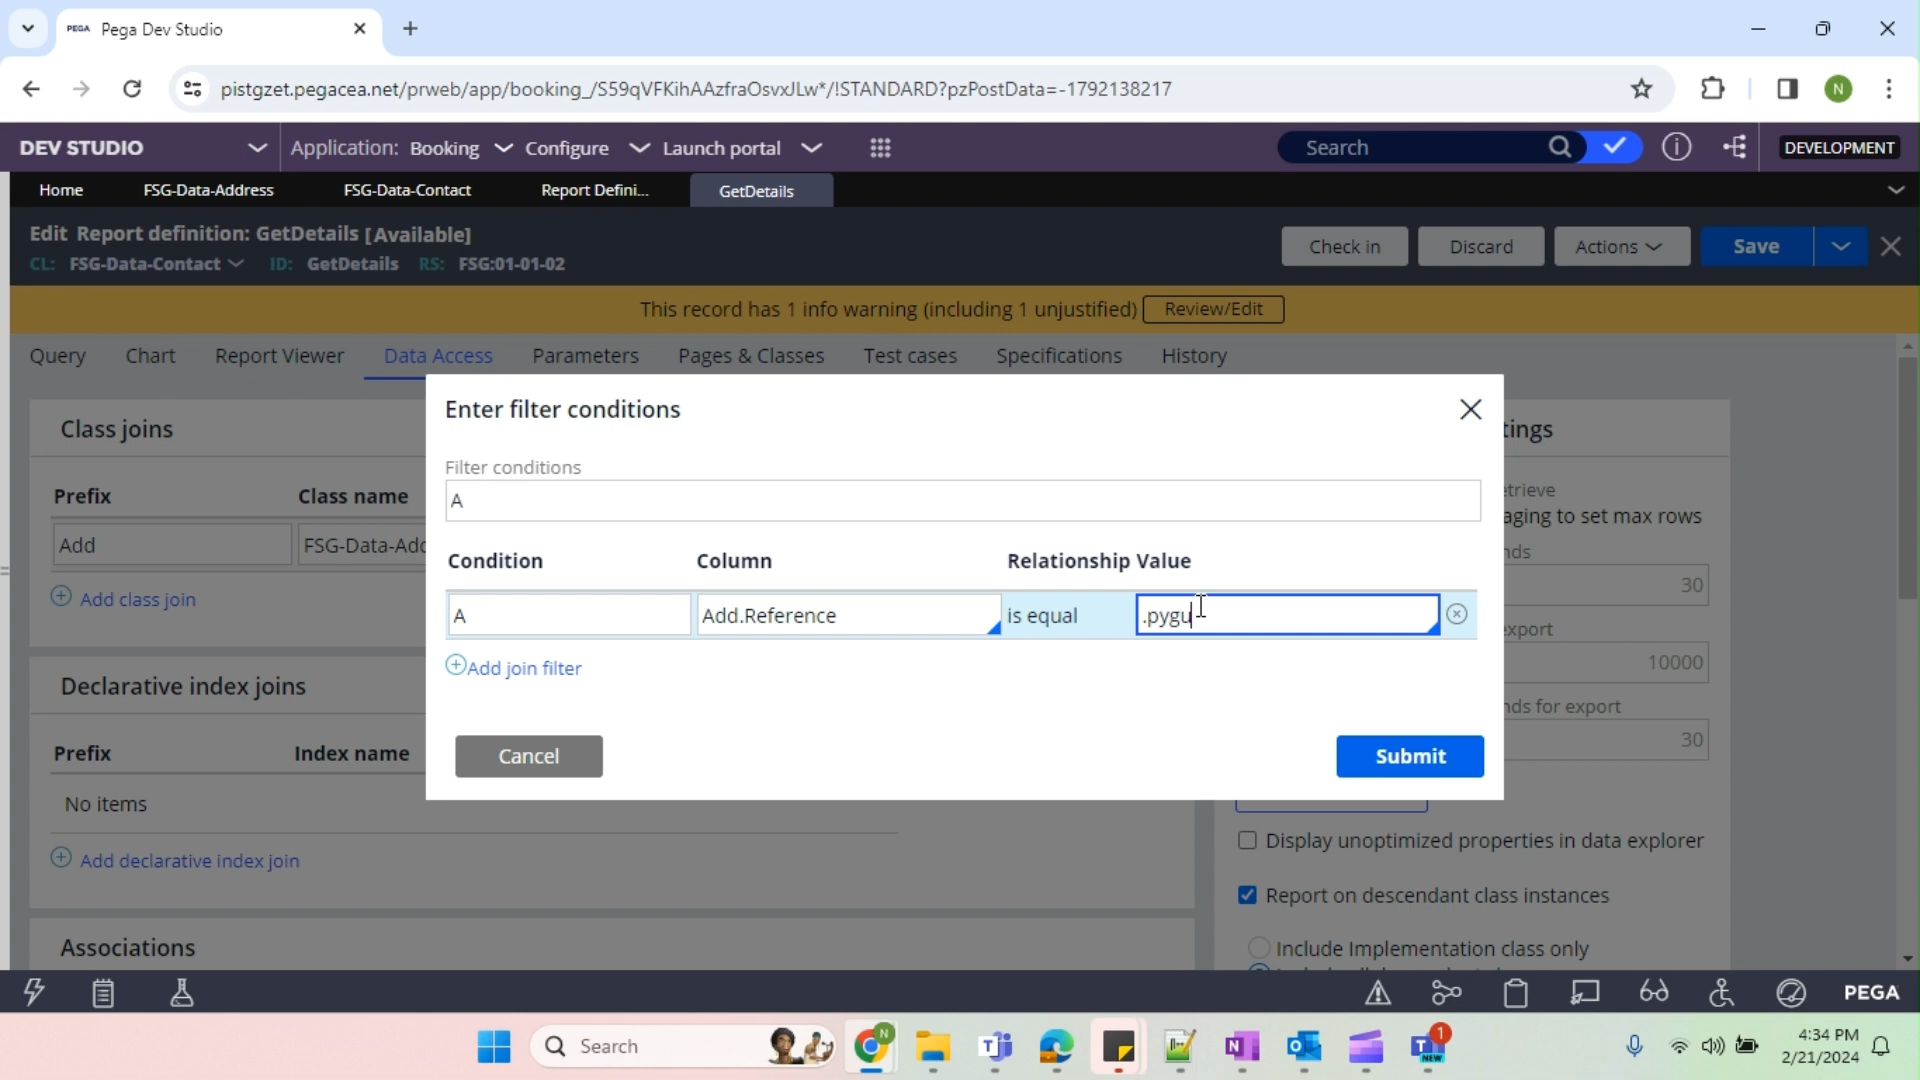 PEGA Pega Dev Studio
pistgzet.pegacea.net/prweb/app/booking_/S59qVFKihAAzfraOsvxJLw*/!STANDARD?pzPostData=-1792138217
N
DEV STUDIO Application: Booking Configure Launch portal Search DEVELOPMENT
Home FSG-Data-Address FSG-Data-Contact Report Defini... GetDetails
Edit Report definition: GetDetails [Available]
CL: FSG-Data-Contact ID: GetDetails RS: FSG:01-01-02
Check in Discard Actions Save
This record has 1 info warning (including 1 unjustified) Review/Edit
Query Chart Report Viewer Data Access Parameters Pages & Classes Test cases Specifications History
Class joins
Prefix Class name
Add FSG-Data-Add
Add class join
Declarative index joins
Prefix Index name
No items
Add declarative index join
Associations
Enter filter conditions
Filter conditions
A
Condition Column Relationship Value
A Add.Reference is equal .pygu
Add join filter
Cancel Submit
tings
etrieve
aging to set max rows
nds
30
export
10000
nds for export
30
Display unoptimized properties in data explorer
Report on descendant class instances
Include Implementation class only
PEGA
Search
N
T
N
NEW
1
4:34 PM
2/21/2024